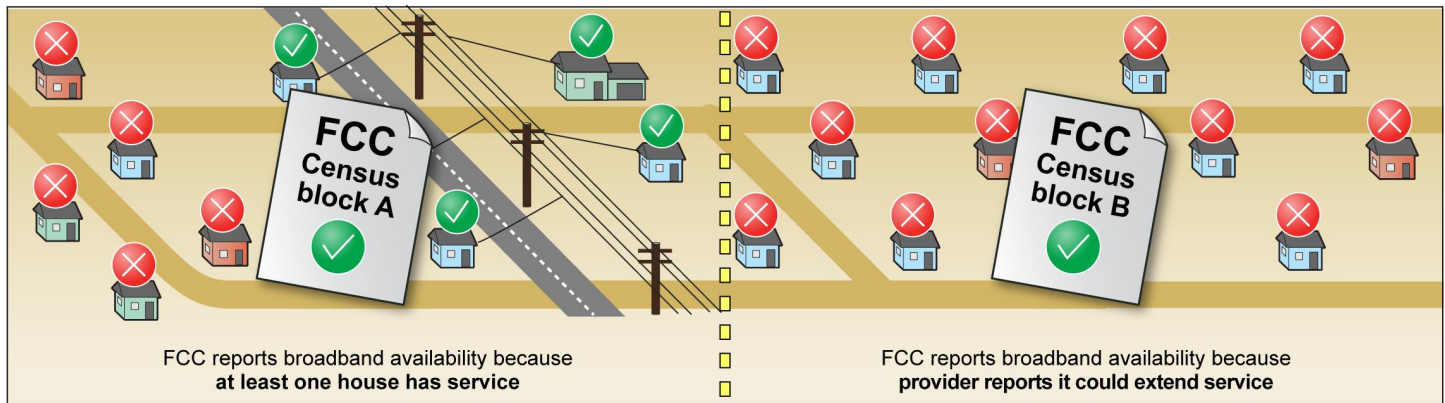 FCC
Census
block A
FCC
Census
block B
FCC reports broadband availability because
at least one house has service
FCC reports broadband availability because
provider reports it could extend service